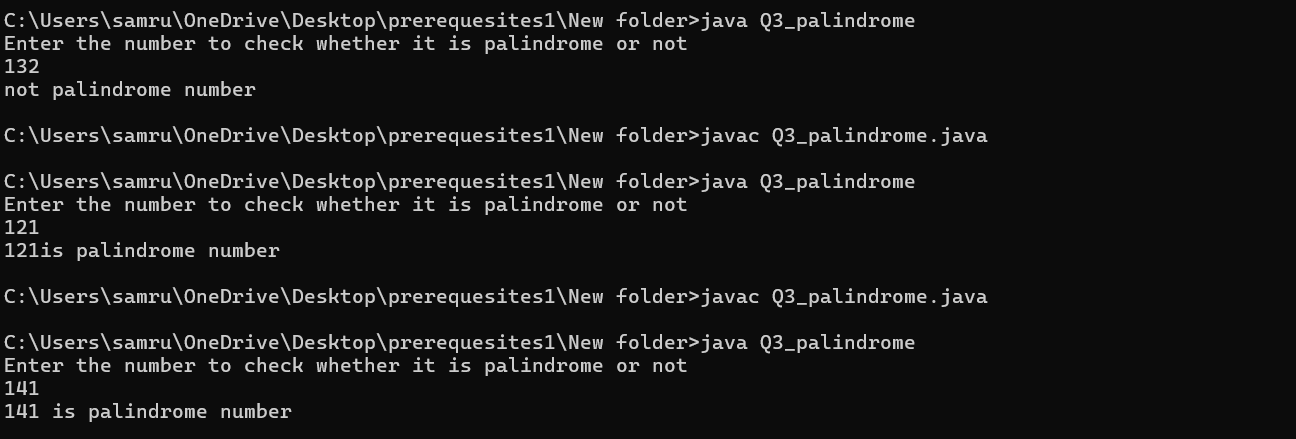 C:\Users\samru\OneDrive\Desktop\prerequesites1\New folder>java Q3_palindrome
Enter the number to check whether it is palindrome or not
132
not palindrome number
C:\Users\samru\OneDrive\Desktop\prerequesites1\New folder>javac Q3_palindrome.java
C:\Users\samru\OneDrive\Desktop\prerequesites1\New folder>java Q3_palindrome
Enter the number to check whether it is palindrome or not
121
121is palindrome number
C:\Users\samru\OneDrive\Desktop\prerequesites1\New folder>javac Q3_palindrome.java
C:\Users\samru\OneDrive\Desktop\prerequesites1\New folder>java Q3_palindrome
Enter the number to check whether it is palindrome or not
141
141 is palindrome number